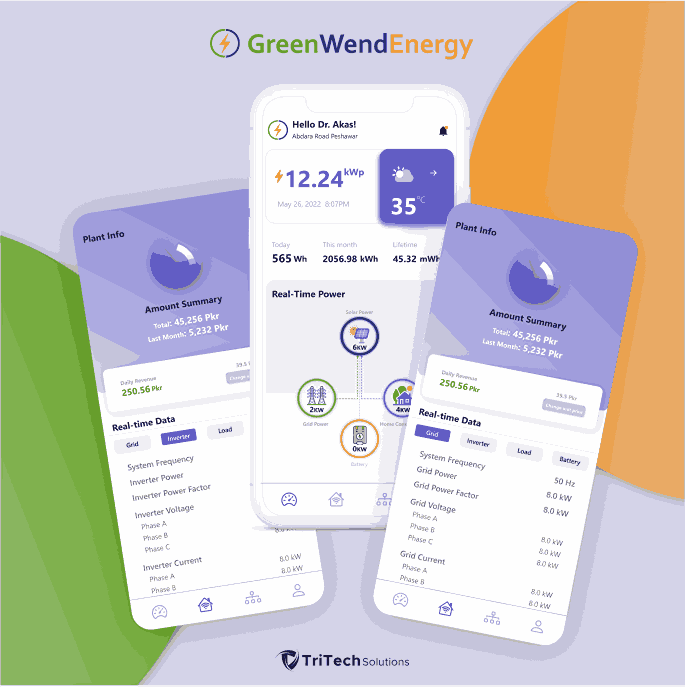 GreenWendEnergy
Hello Dr. Akas!
Abdara Road Peshawar
12.24 kWp
May 26, 2022 8:07PM
35°C
Today
565 Wh
This month
2056.98 kWh
Lifetime
45.32 mWh
Real-Time Power
Solar Power
6KW
2KW
Grid Power
4KW
Home Con
0KW
Battery
Plant Info
Amount Summary
Total: 45,256 Pkr
Last Month: 5,232 Pkr
Daily Revenue
250.56 Pkr
39.5
Change unit price
Real-time Data
Grid
Inverter
Load
System Frequency
Inverter Power
Inverter Power Factor
Inverter Voltage
Phase A
Phase B
Phase C
Inverter Current
8.0 kW
Phase A
8.0 kW
Phase B
8.0 kW
Plant Info
Amount Summary
Total: 45,256 Pkr
Last Month: 5,232 Pkr
Daily Revenue
250.56 Pkr
39.5 Pkr
Change unit price
Real-time Data
Grid
Inverter
Load
Battery
System Frequency
50 Hz
Grid Power
8.0 kW
Grid Power Factor
8.0 kW
Grid Voltage
Phase A
8.0 kW
Phase B
8.0 kW
Phase C
8.0 kW
Grid Current
Phase A
8.0 kW
Phase B
8.0 kW
TriTech Solutions